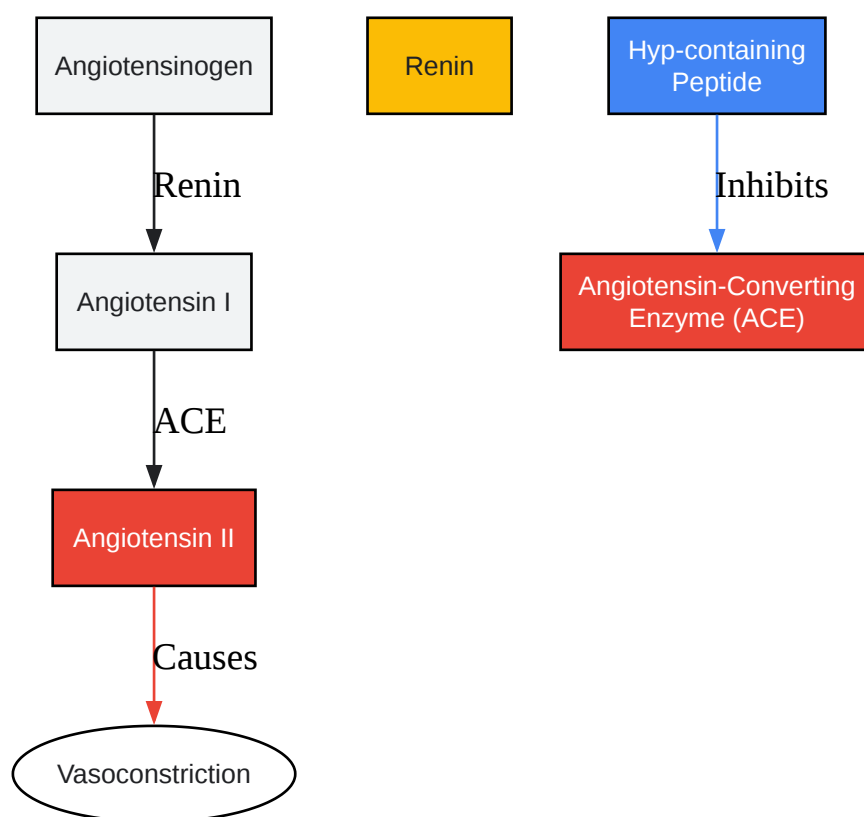 Angiotensinogen
Renin
Hyp-containing
Peptide
Renin
Inhibits
Angiotensin I
Angiotensin-Converting
Enzyme (ACE)
ACE
Angiotensin II
Causes
Vasoconstriction